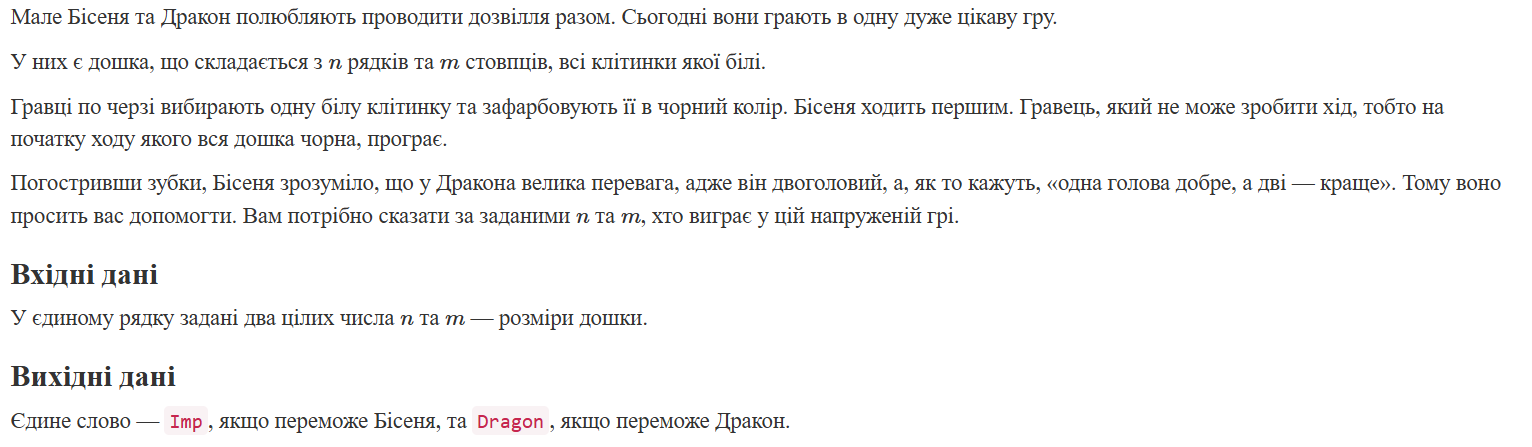 Мале Бісеня та Дракон полюбляють проводити дозвілля разом. Сьогодні вони грають в одну дуже цікаву гру.
У них є дошка, що складається з n рядків та m стовпців, всі клітинки якої білі.
Гравці по черзі вибирають одну білу клітинку та зафарбовують її в чорний колір. Бісеня ходить першим. Гравець, який не може зробити хід, тобто на
початку ходу якого вся дошка чорна, програє.
Погостривши зубки, Бісеня зрозуміло, що у Дракона велика перевага, адже він двоголовий, а, як то кажуть, «одна голова добре, а дві — краще». Тому воно
просить вас допомогти. Вам потрібно сказати за заданими n та m, хто виграє у цій напруженій грі.
Вхідні дані
У єдиному рядку задані два цілих числа n та m — розміри дошки.
Вихідні дані
Єдине слово — Imp, якщо переможе Бісеня, та Dragon, якщо переможе Дракон.